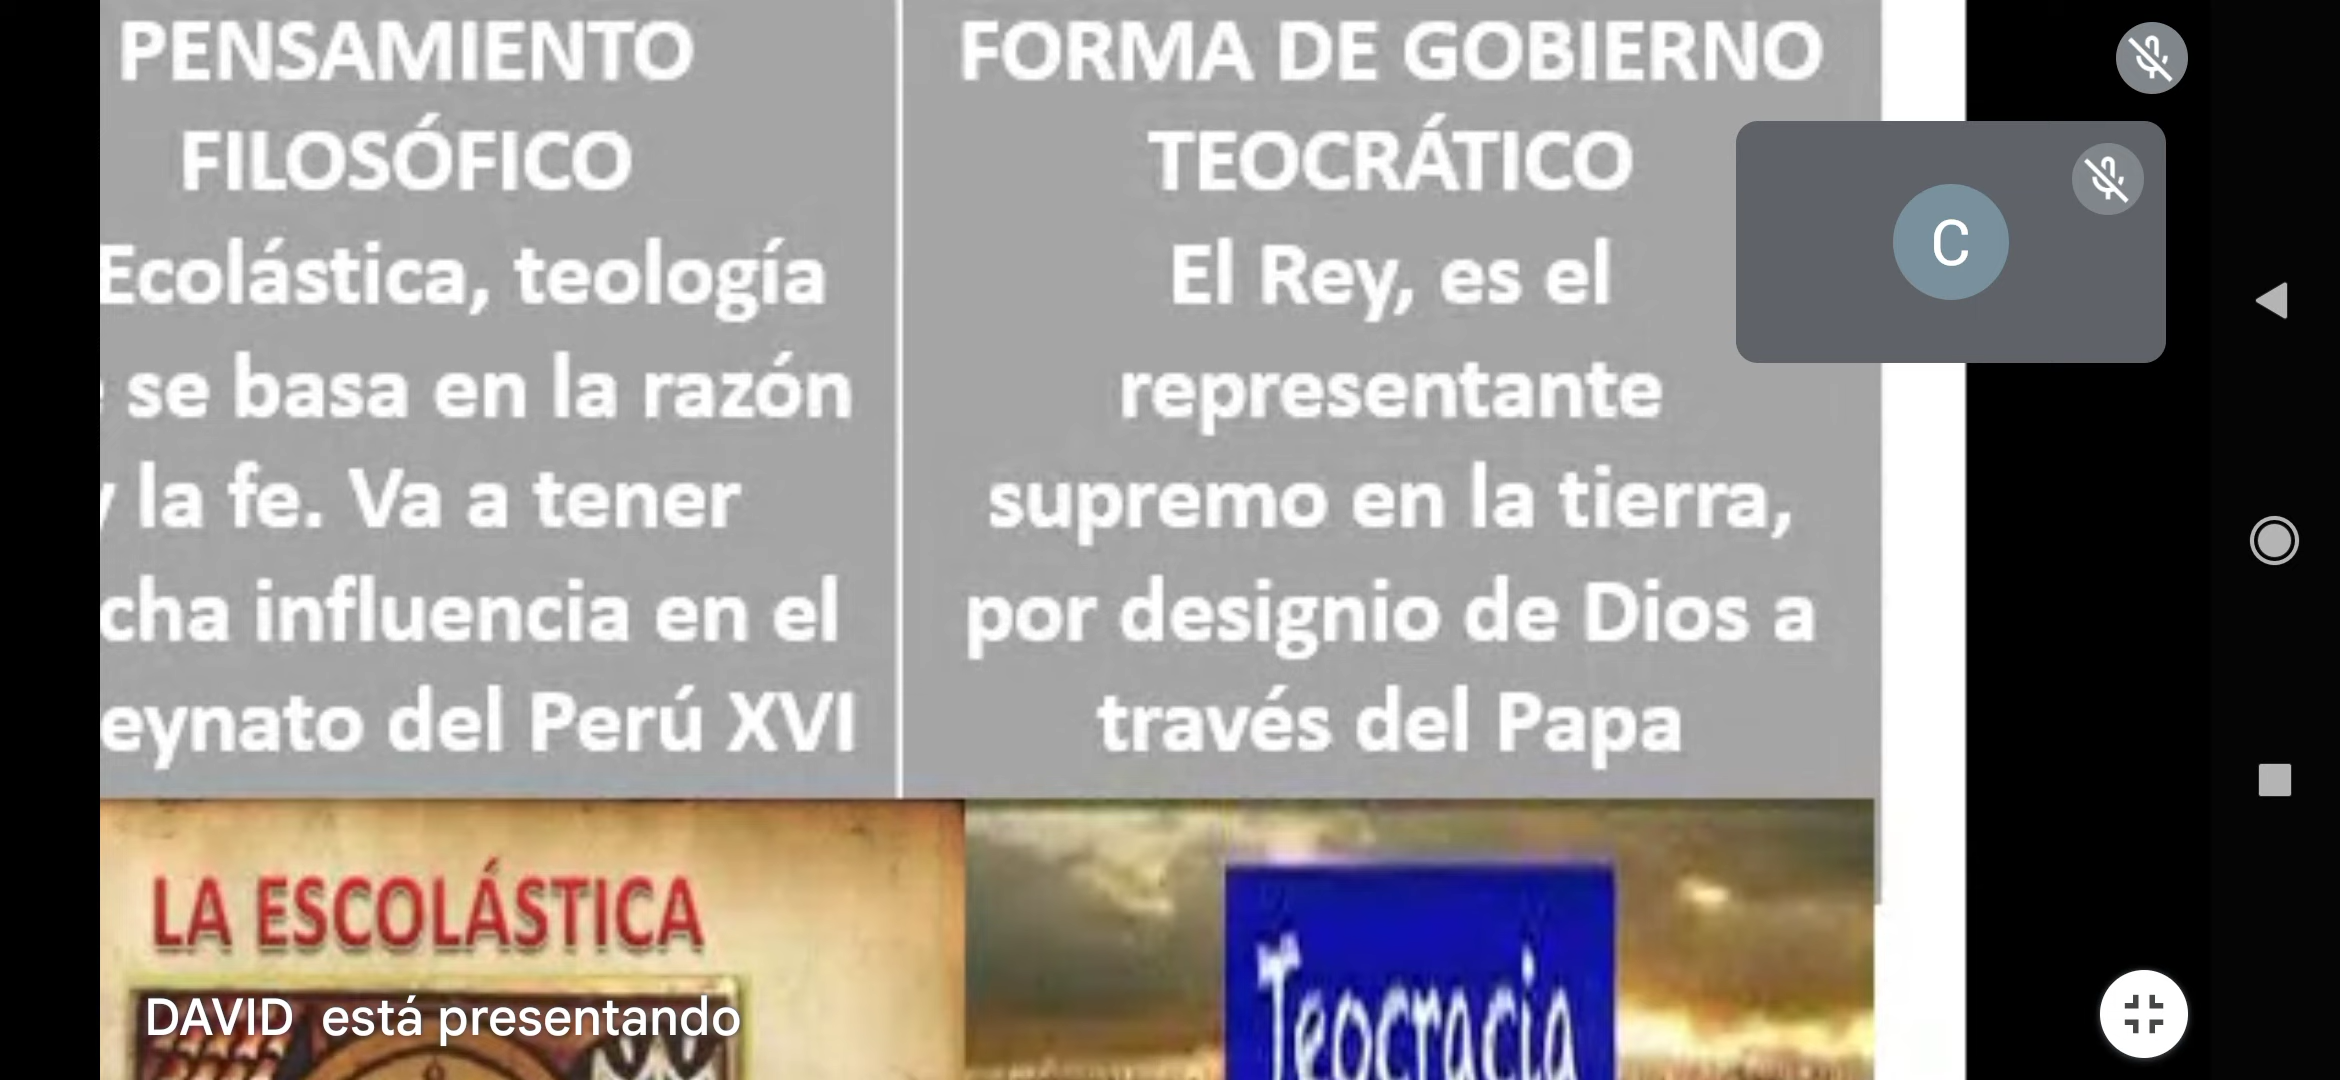 PENSAMIENTO
FILOSÓFICO
Ecolástica, teología
se basa en la razón
y la fe. Va a tener
cha influencia en el
eynato del Perú XVI
FORMA DE GOBIERNO
TEOCRÁTICO
El Rey, es el
representante
supremo en la tierra,
por designio de Dios a
través del Papa
C
LA ESCOLÁSTICA
Teocracia
DAVID está presentando